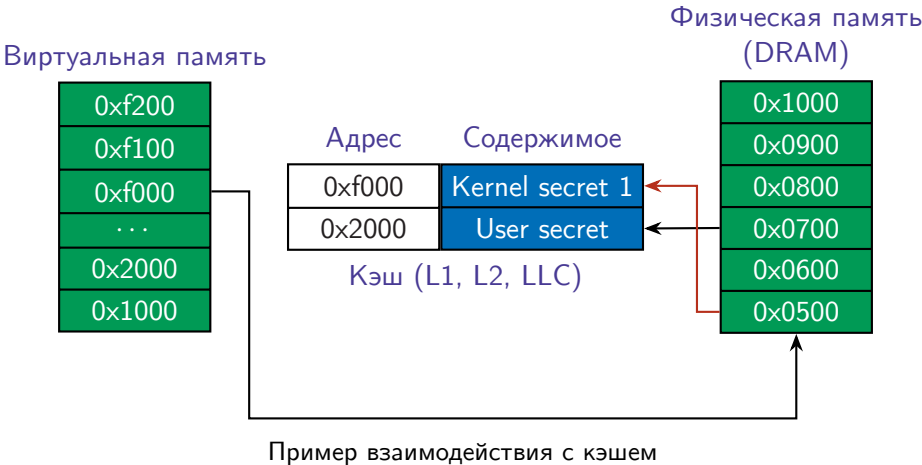 Физическая память
(DRAM)
Виртуальная память
0xf200
0xf100
0xf000
...
0x2000
0x1000
Адрес Содержимое
0xf000 Kernel secret 1
0x2000 User secret
Кэш (L1, L2, LLC)
0x1000
0x0900
0x0800
0x0700
0x0600
0x0500
Пример взаимодействия с кэшем